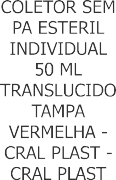 COLETOR SEM
PA ESTERIL
INDIVIDUAL
50 ML
TRANSLUCIDO
TAMPA
VERMELHA -
CRAL PLAST -
CRAL PLAST